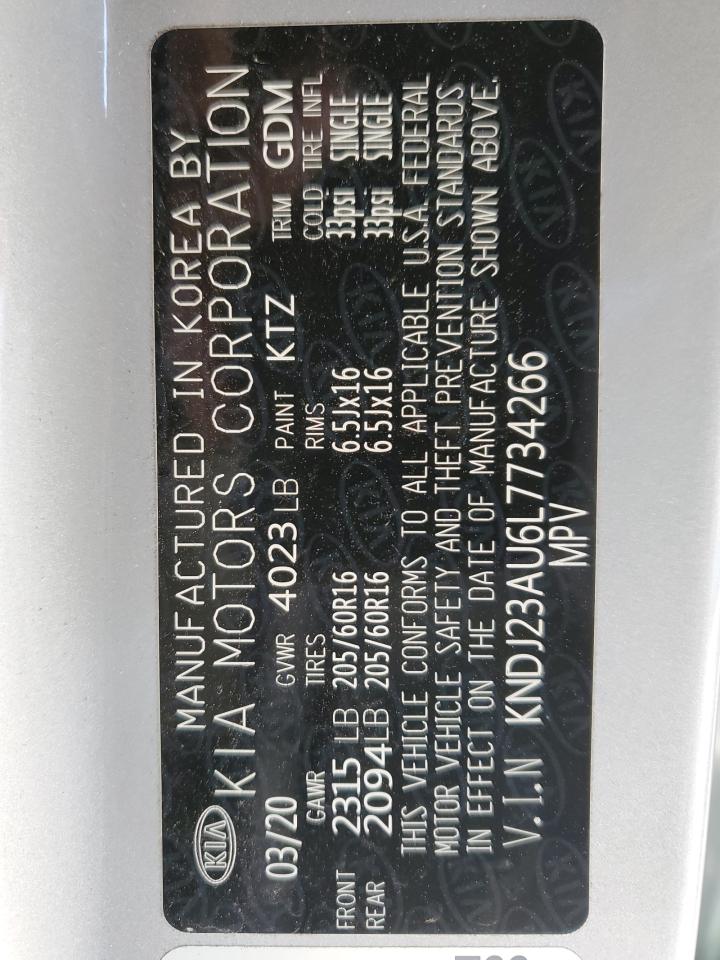 KIA
MANUFACTURED IN KOREA BY
KIA MOTORS CORPORATION
03/20 GVWR 4023 LB PAINT KTZ TRIM GDM
GAWR TIRES RIMS COLD TIRE INFL
FRONT 2315 LB 205/60R16 6.5Jx16 33psi SINGLE
REAR 2094LB 205/60R16 6.5Jx16 33psi SINGLE
THIS VEHICLE CONFORMS TO ALL APPLICABLE U.S.A. FEDERAL
MOTOR VEHICLE SAFETY AND THEFT PREVENTION STANDARDS
IN EFFECT ON THE DATE OF MANUFACTURE SHOWN ABOVE.
V.I.N KNDJ23AU6L7734266
MPV